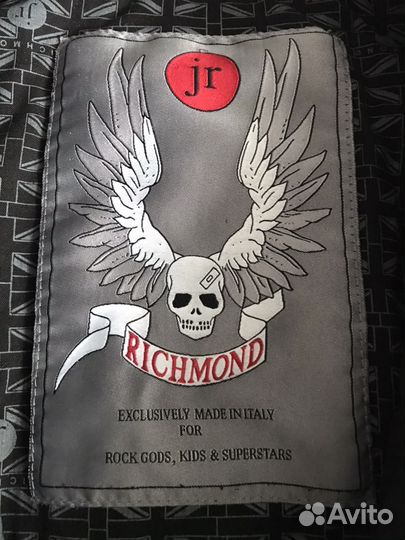 jr
RICHMOND
EXCLUSIVELY MADE IN ITALY
FOR
ROCK GODS, KIDS & SUPERSTARS
Avito